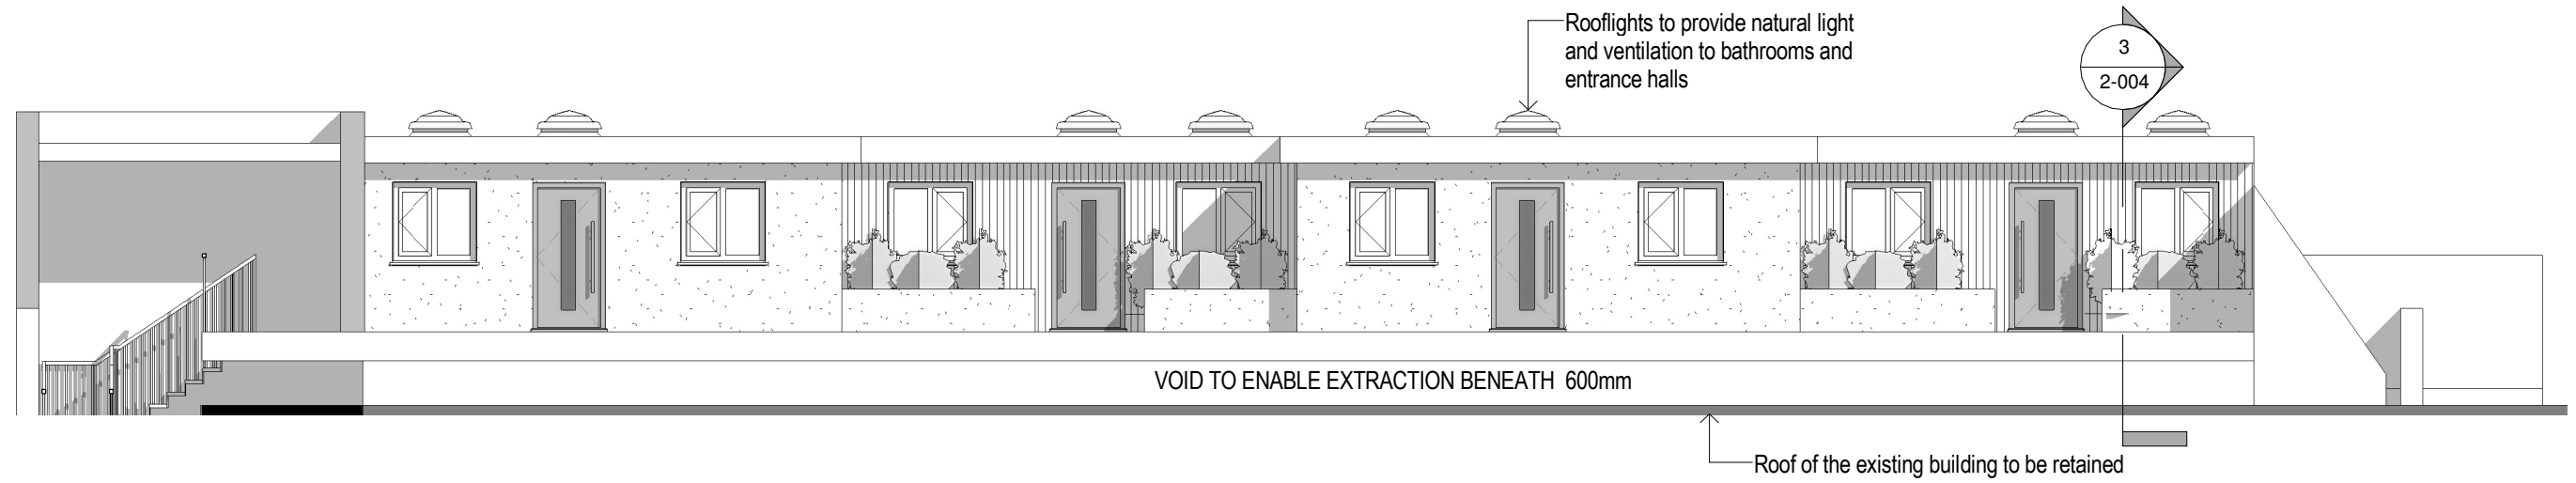 Rooflights to provide natural light
and ventilation to bathrooms and
entrance halls
3
2-004
VOID TO ENABLE EXTRACTION BENEATH 600mm
Roof of the existing building to be retained